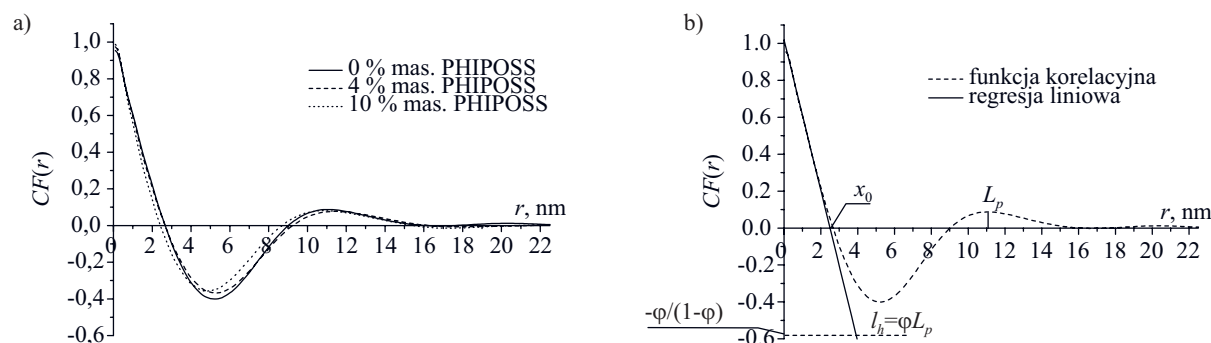 a)
1,0
0,8
0,6
0,4
0,2
0,0
-0,2
-0,4
-0,6
CF(r)
0 % mas. PHIPOSS
4 % mas. PHIPOSS
10 % mas. PHIPOSS
r, nm
0 2 4 6 8 10 12 14 16 18 20 22
b)
1.0
0.8
0.6
0.4
0.2
0.0
-0.2
-0.4
-0.6
CF(r)
funkcja korelacyjna
regresja liniowa
x₀
Lₚ
r, nm
0 2 4 6 8 10 12 14 16 18 20 22
-φ/(1-φ)
lₕ=φLₚ